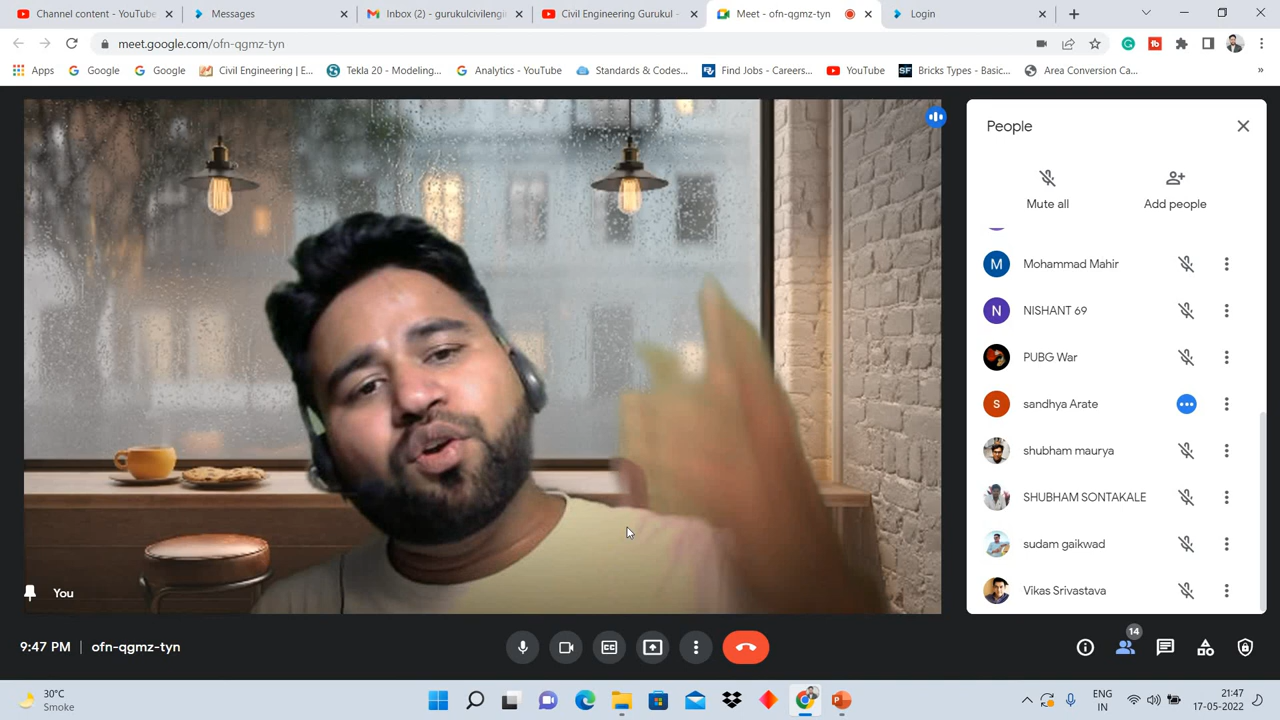 Channel content - YouTube
Messages
Inbox (2) - gurukulcivilengi
Civil Engineering Gurukul -
Meet - ofn-qgmz-tyn
Login
meet.google.com/ofn-qgmz-tyn
Apps
Google
Google
Civil Engineering | E...
Tekla 20 - Modeling...
Analytics - YouTube
Standards & Codes...
Find Jobs - Careers...
YouTube
SF
Bricks Types - Basic...
Area Conversion Ca...
»
People
Mute all
Add people
M
Mohammad Mahir
N
NISHANT 69
PUBG War
s
sandhya Arate
shubham maurya
SHUBHAM SONTAKALE
sudam gaikwad
Vikas Srivastava
You
9:47 PM
ofn-qgmz-tyn
CC
14
30°C
Smoke
ENG
IN
21:47
17-05-2022